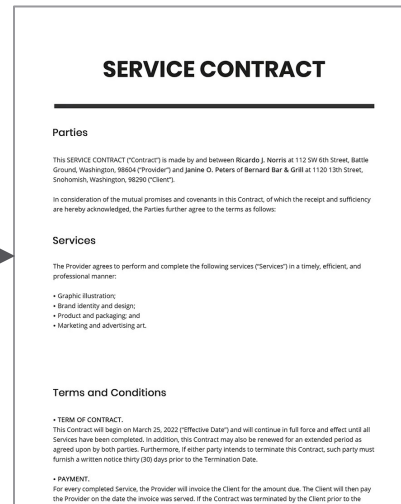 SERVICE CONTRACT
Parties
This SERVICE CONTRACT ("Contract") is made by and between Ricardo J. Norris at 112 SW 6th Street, Battle
Ground, Washington, 98604 ("Provider") and Janine O. Peters of Bernard Bar & Grill at 1120 13th Street,
Snohomish, Washington, 98290 ("Client").
In consideration of the mutual promises and covenants in this Contract, of which the receipt and sufficiency
are hereby acknowledged, the Parties further agree to the terms as follows:
Services
The Provider agrees to perform and complete the following services ("Services") in a timely, efficient, and
professional manner:
• Graphic illustration;
• Brand identity and design;
• Product and packaging; and
• Marketing and advertising art.
Terms and Conditions
• TERM OF CONTRACT.
This Contract will begin on March 25, 2022 ("Effective Date") and will continue in full force and effect until all
Services have been completed. In addition, this Contract may also be renewed for an extended period as
agreed upon by both parties. Furthermore, if either party intends to terminate this Contract, such party must
furnish a written notice thirty (30) days prior to the Termination Date.
• PAYMENT.
For every completed Service, the Provider will invoice the Client for the amount due. The Client will then pay
the Provider on the date the invoice was served. If the Contract was terminated by the Client prior to the